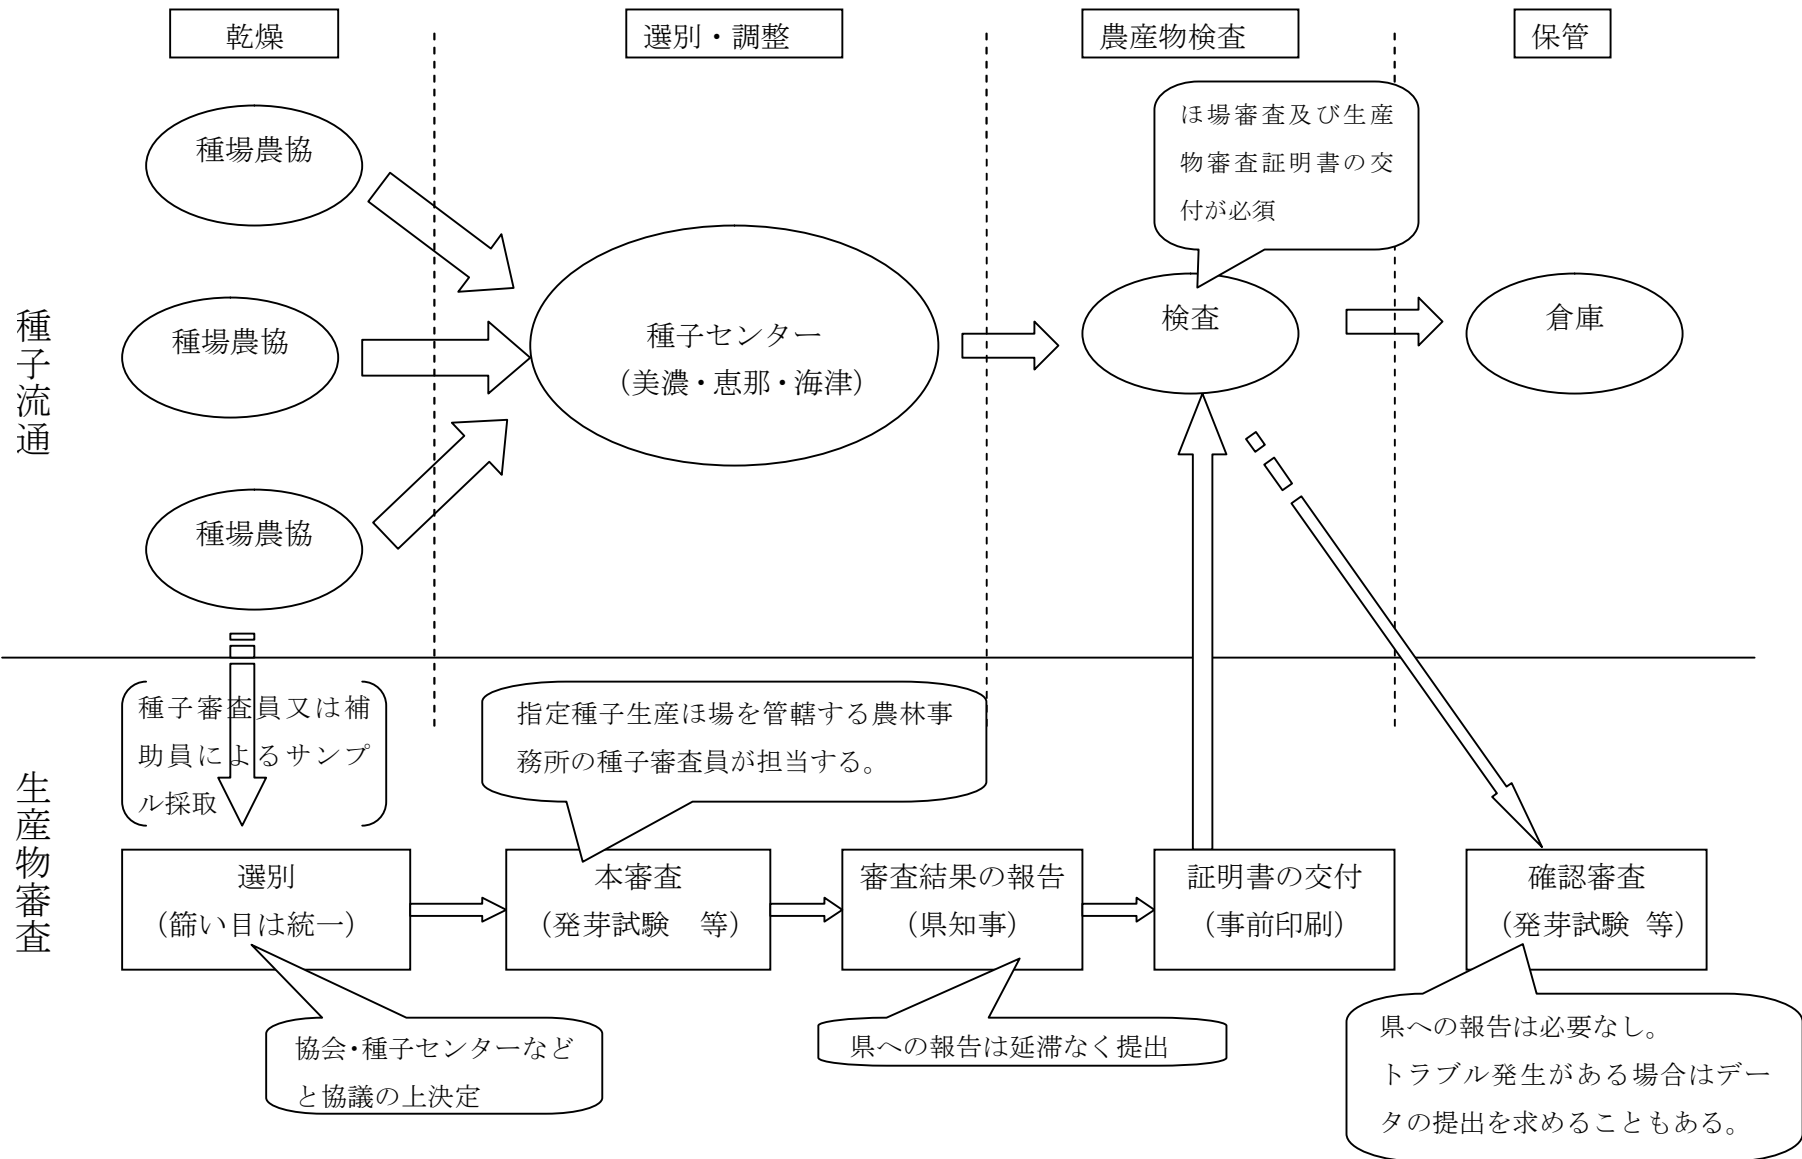 乾燥
選別・調整
農産物検査
保管
ほ場審査及び生産
物審査証明書の交
付が必須
種子流通
種場農協
種場農協
種場農協
種子センター
（美濃・恵那・海津）
検査
倉庫
生産物審査
種子審査員又は補
助員によるサンプ
ル採取
指定種子生産ほ場を管轄する農林事
務所の種子審査員が担当する。
選別
（篩い目は統一）
本審査
（発芽試験　等）
審査結果の報告
（県知事）
証明書の交付
（事前印刷）
確認審査
（発芽試験 等）
協会・種子センターなど
と協議の上決定
県への報告は延滞なく提出
県への報告は必要なし。
トラブル発生がある場合はデー
タの提出を求めることもある。